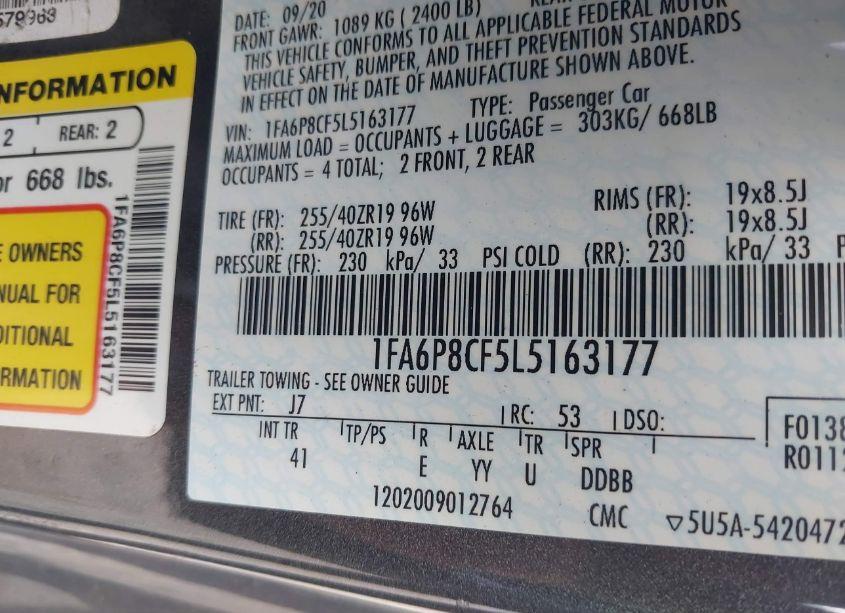 578963
INFORMATION
2 REAR: 2
or 668 lbs.
E OWNERS
NUAL FOR
DITIONAL
RMATION
1FA6P8CF5L5163177
DATE: 09/20
FRONT GAWR: 1089 KG ( 2400 LB) REAR
THIS VEHICLE CONFORMS TO ALL APPLICABLE FEDERAL MOTOR
VEHICLE SAFETY, BUMPER, AND THEFT PREVENTION STANDARDS
IN EFFECT ON THE DATE OF MANUFACTURE SHOWN ABOVE.
VIN: 1FA6P8CF5L5163177 TYPE: Passenger Car
MAXIMUM LOAD = OCCUPANTS + LUGGAGE = 303KG/ 668LB
OCCUPANTS = 4 TOTAL; 2 FRONT, 2 REAR
TIRE (FR): 255/40ZR19 96W RIMS (FR): 19x8.5J
(RR): 255/40ZR19 96W (RR): 19x8.5J
PRESSURE (FR): 230 kPa/ 33 PSI COLD (RR): 230 kPa/ 33 P
1FA6P8CF5L5163177
TRAILER TOWING - SEE OWNER GUIDE
EXT PNT: J7 RC: 53 DSO:
INT TR TP/PS R AXLE TR SPR
41 E YY U DDBB
1202009012764 CMC ▽5U5A-5420472
F0138
R0112